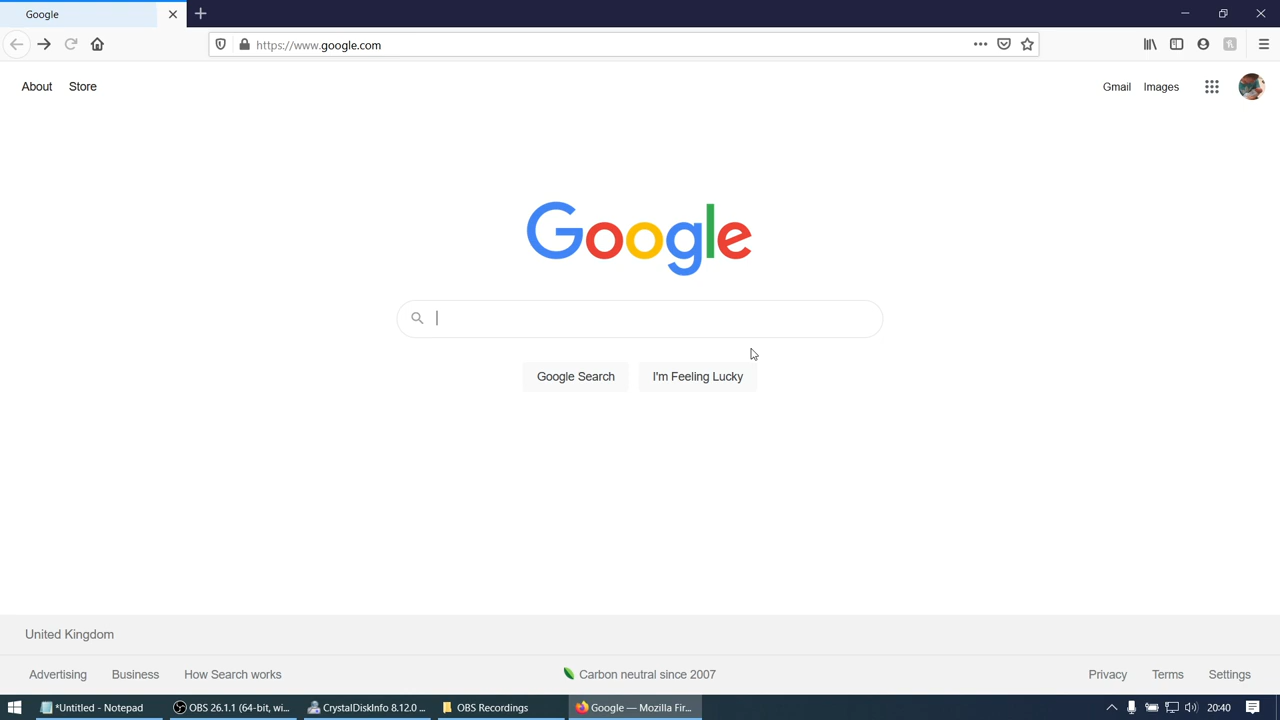 Google
https://www.google.com
About Store
Gmail Images
Google
Google Search I'm Feeling Lucky
United Kingdom
Advertising Business How Search works
Carbon neutral since 2007
Privacy Terms Settings
*Untitled - Notepad
OBS 26.1.1 (64-bit, wi...
CrystalDiskInfo 8.12.0 ...
OBS Recordings
Google — Mozilla Fir...
20:40